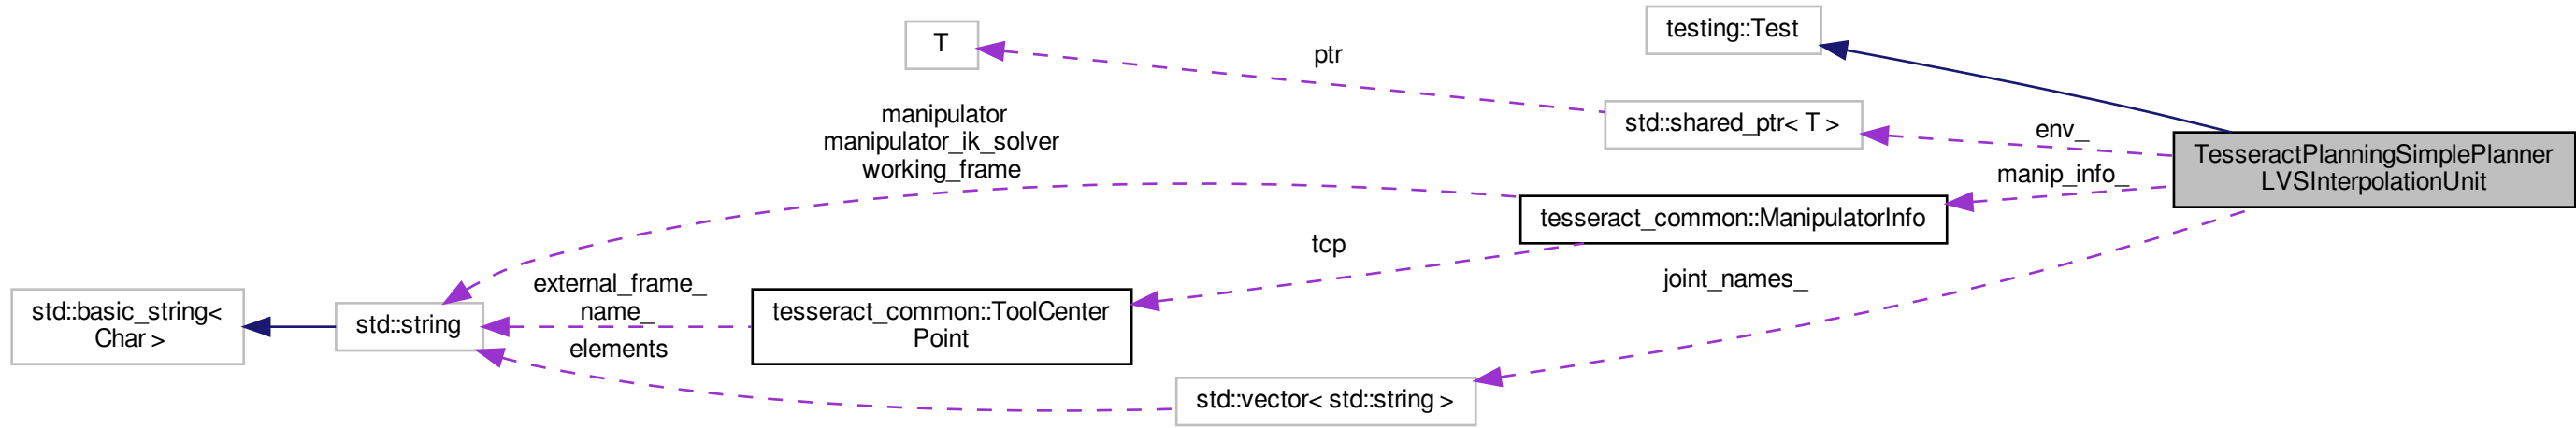 testing::Test
T
ptr
manipulator
manipulator_ik_solver
working_frame
std::shared_ptr< T >
env_
TesseractPlanningSimplePlanner
LVSInterpolationUnit
manip_info_
tesseract_common::ManipulatorInfo
tcp
joint_names_
external_frame_
name_
std::basic_string<
Char >
std::string
tesseract_common::ToolCenter
Point
elements
std::vector< std::string >